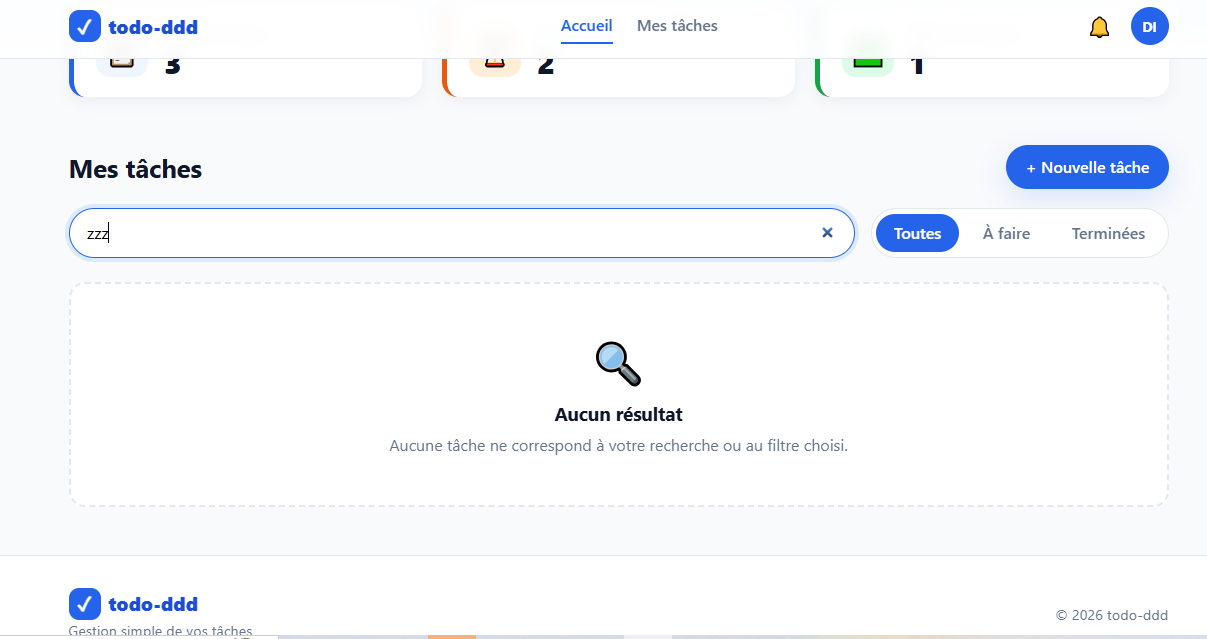 todo-ddd
Accueil
Mes tâches
DI
3
2
1
Mes tâches
+ Nouvelle tâche
zzz
×
Toutes
À faire
Terminées
Aucun résultat
Aucune tâche ne correspond à votre recherche ou au filtre choisi.
todo-ddd
Gestion simple de vos tâches
© 2026 todo-ddd